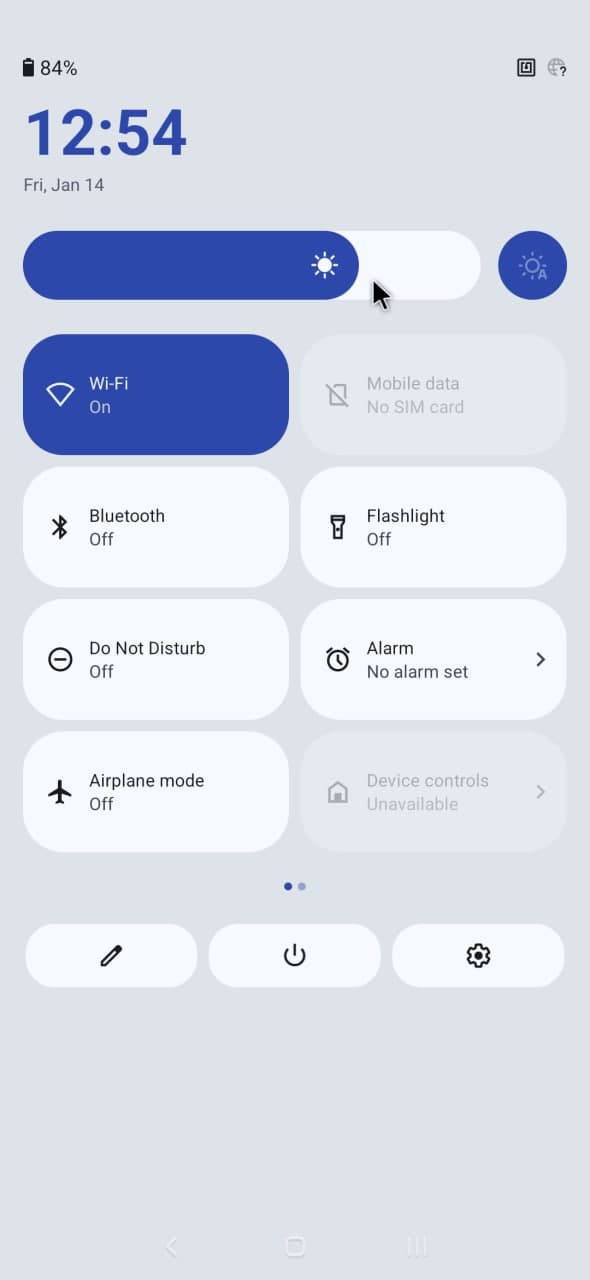 84%
12:54
Fri, Jan 14
Wi-Fi
On
Mobile data
No SIM card
Bluetooth
Off
Flashlight
Off
Do Not Disturb
Off
Alarm
No alarm set
Airplane mode
Off
Device controls
Unavailable